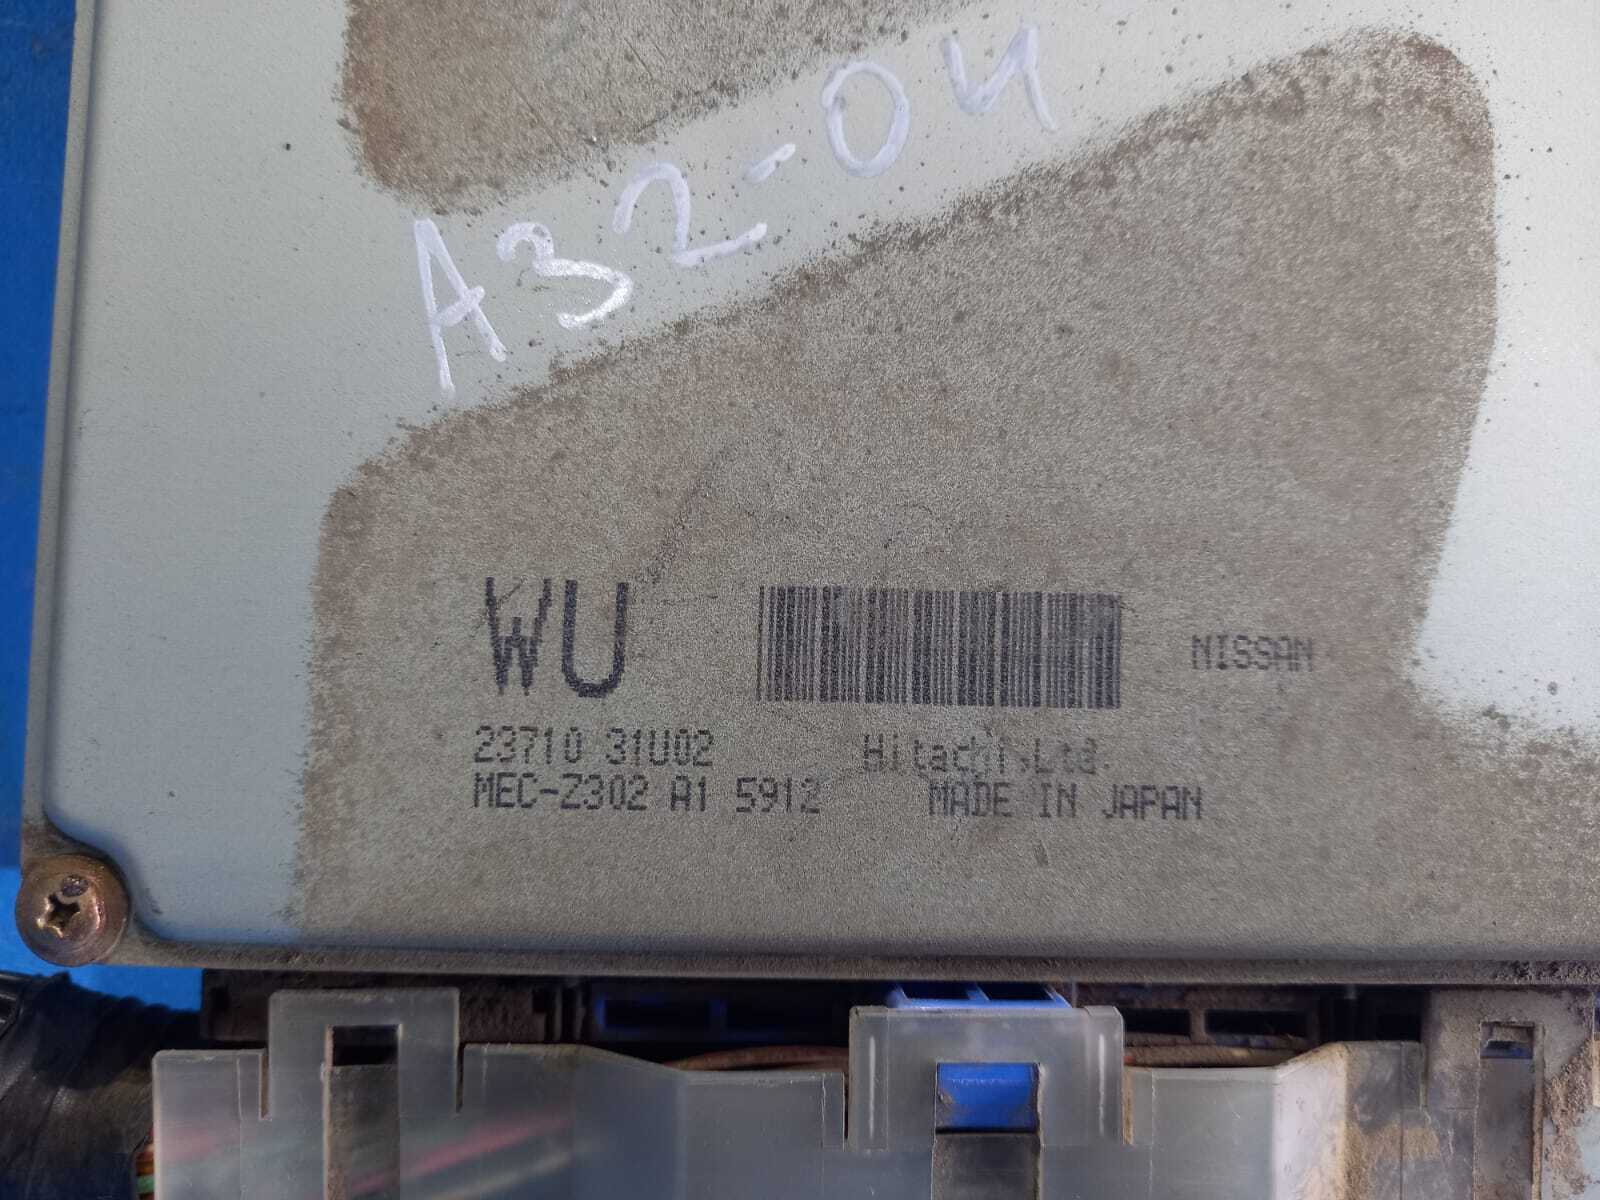 A32-04
WU
NISSAN
23710 31U02
Hitachi,Ltd.
MEC-Z302 A1 5912
MADE IN JAPAN